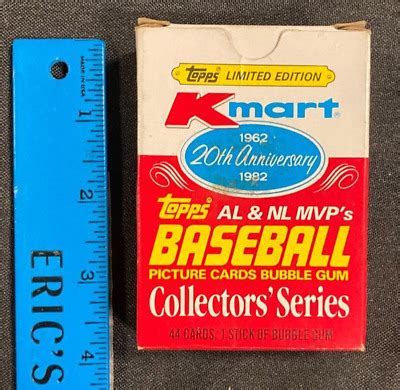 Topps LIMITED EDITION
Kmart
1962
20th Anniversary
1982
Topps AL & NL MVP's
BASEBALL
PICTURE CARDS BUBBLE GUM
Collectors' Series
44 CARDS, 1 STICK OF BUBBLE GUM
1
2
3
4
ERIC'S